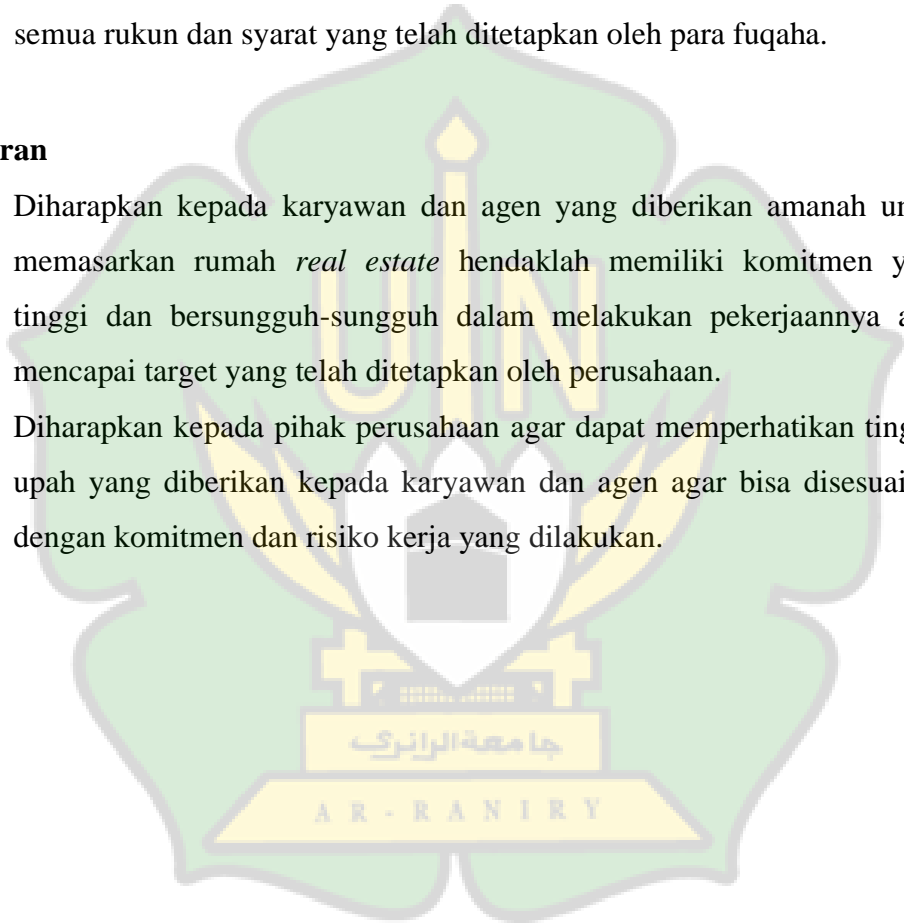 semua rukun dan syarat yang telah ditetapkan oleh para fuqaha.
ran
Diharapkan kepada karyawan dan agen yang diberikan amanah un
memasarkan rumah real estate hendaklah memiliki komitmen y
tinggi dan bersungguh-sungguh dalam melakukan pekerjaannya a
mencapai target yang telah ditetapkan oleh perusahaan.
Diharapkan kepada pihak perusahaan agar dapat memperhatikan ting
upah yang diberikan kepada karyawan dan agen agar bisa disesuai
dengan komitmen dan risiko kerja yang dilakukan.
UIN
جامعة الرانري
AR-RANIRY